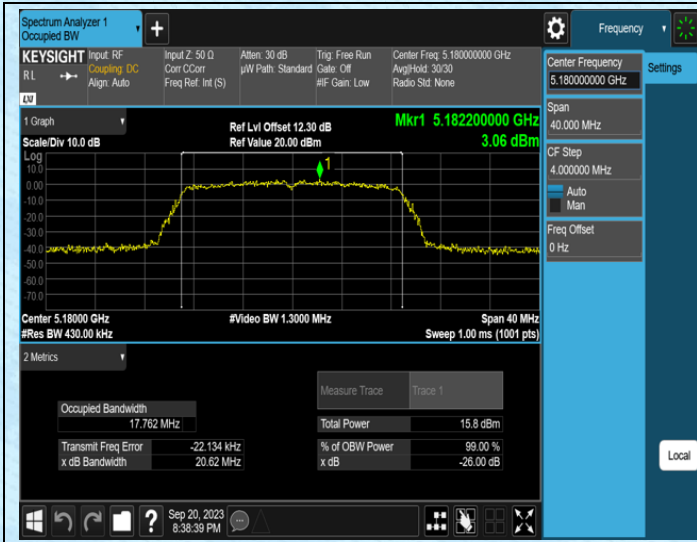 Spectrum Analyzer 1
Occupied BW
Frequency
KEYSIGHT
RL
LXI
Input: RF
Coupling: DC
Align: Auto
Input Z: 50 Ω
Corr CCorr
Freq Ref: Int (S)
Atten: 30 dB
µW Path: Standard
Trig: Free Run
Gate: Off
#IF Gain: Low
Center Freq: 5.180000000 GHz
Avg|Hold: 30/30
Radio Std: None
Center Frequency
5.180000000 GHz
Settings
Span
40.000 MHz
CF Step
4.000000 MHz
Auto
Man
Freq Offset
0 Hz
Local
1 Graph
Scale/Div 10.0 dB
Ref Lvl Offset 12.30 dB
Ref Value 20.00 dBm
Mkr1 5.182200000 GHz
3.06 dBm
Log
10.0
0.00
-10.0
-20.0
-30.0
-40.0
-50.0
-60.0
-70.0
1
Center 5.18000 GHz
#Res BW 430.00 kHz
#Video BW 1.3000 MHz
Span 40 MHz
Sweep 1.00 ms (1001 pts)
2 Metrics
Measure Trace Trace 1
Occupied Bandwidth
17.762 MHz
Total Power 15.8 dBm
Transmit Freq Error -22.134 kHz
% of OBW Power 99.00 %
x dB Bandwidth 20.62 MHz
x dB -26.00 dB
Sep 20, 2023
8:38:39 PM